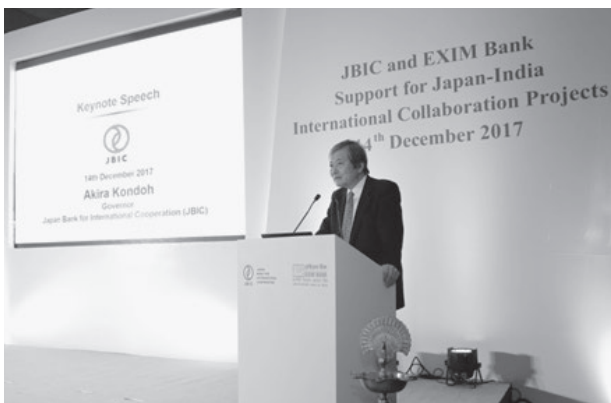 Keynote Speech
JBIC
14th December 2017
Akira Kondoh
Governor
Japan Bank for International Cooperation (JBIC)
JBIC and EXIM Bank
Support for Japan-India
International Collaboration Projects
4th December 2017
JBIC